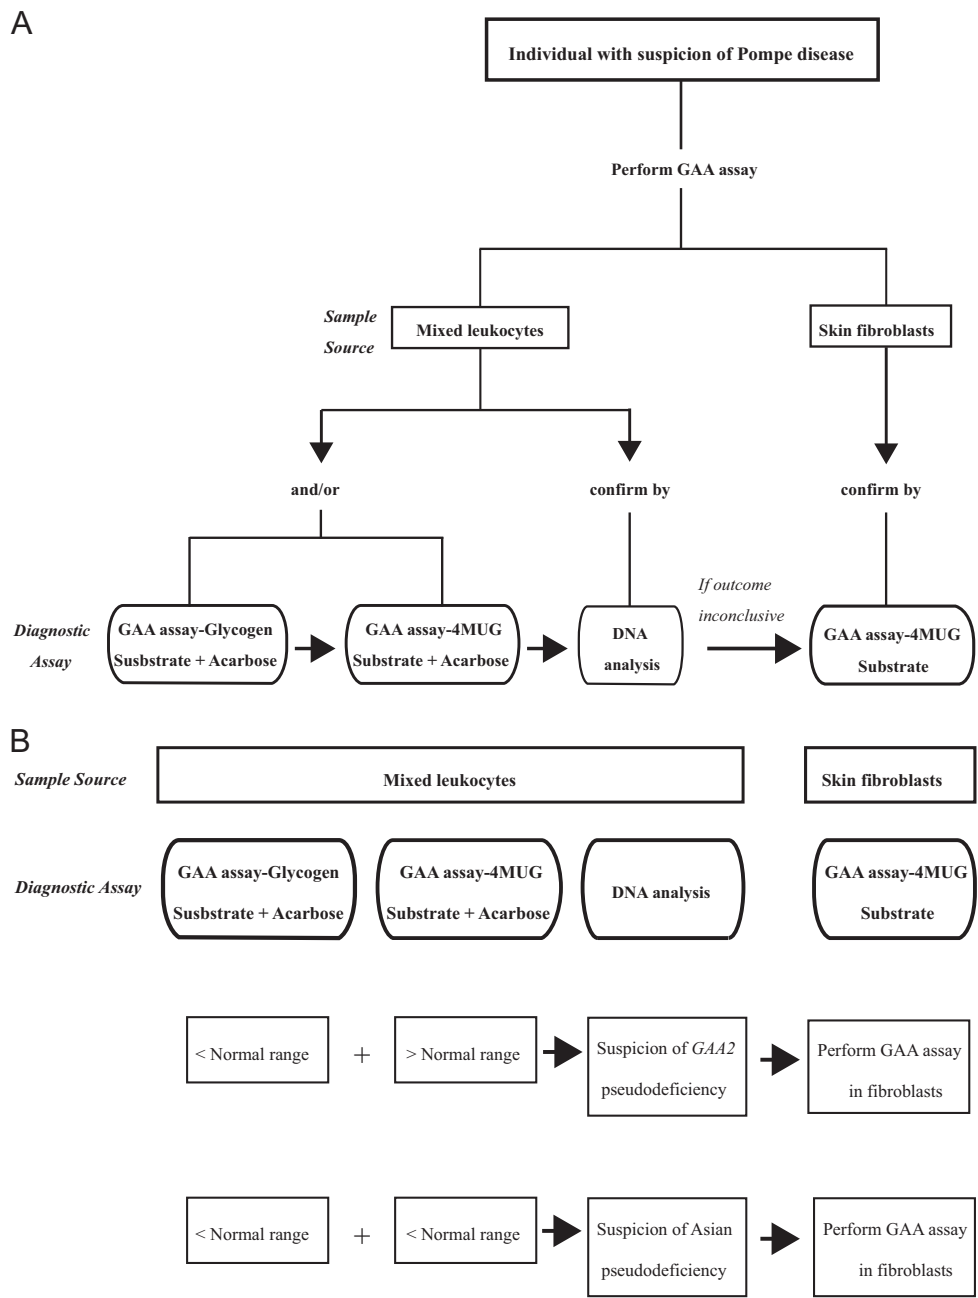 A
Individual with suspicion of Pompe disease
Perform GAA assay
Sample
Source
Mixed leukocytes
Skin fibroblasts
and/or
confirm by
confirm by
Diagnostic
Assay
GAA assay-Glycogen
Susbstrate + Acarbose
GAA assay-4MUG
Substrate + Acarbose
DNA
analysis
If outcome
inconclusive
GAA assay-4MUG
Substrate
B
Sample Source
Mixed leukocytes
Skin fibroblasts
Diagnostic Assay
GAA assay-Glycogen
Susbstrate + Acarbose
GAA assay-4MUG
Substrate + Acarbose
DNA analysis
GAA assay-4MUG
Substrate
< Normal range
+
> Normal range
Suspicion of GAA2
pseudodeficiency
Perform GAA assay
in fibroblasts
< Normal range
+
< Normal range
Suspicion of Asian
pseudodeficiency
Perform GAA assay
in fibroblasts